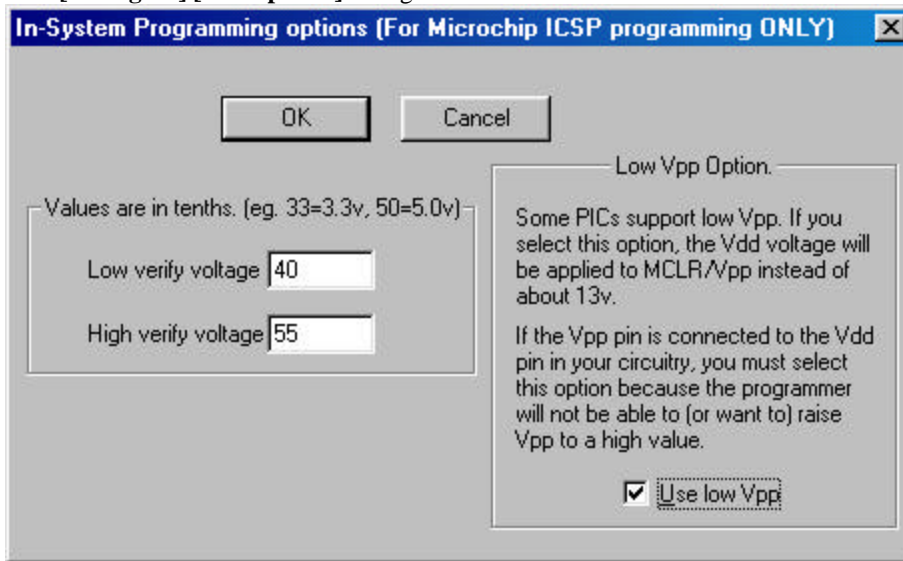 In-System Programming options (For Microchip ICSP programming ONLY)
OK
Cancel
Values are in tenths. (eg. 33=3.3v, 50=5.0v)
Low verify voltage 40
High verify voltage 55
Low Vpp Option.
Some PICs support low Vpp. If you
select this option, the Vdd voltage will
be applied to MCLR/Vpp instead of
about 13v.
If the Vpp pin is connected to the Vdd
pin in your circuitry, you must select
this option because the programmer
will not be able to (or want to) raise
Vpp to a high value.
Use low Vpp